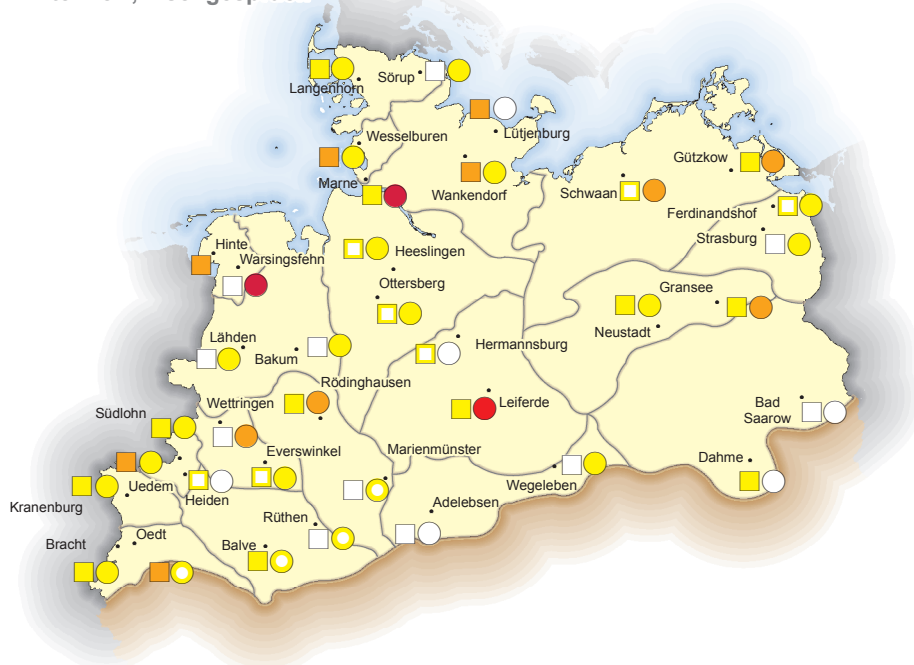 Langenhorn
Sörup
Lütjenburg
Wesselburen
Marne
Wankendorf
Gützkow
Schwaan
Ferdinandshof
Strasburg
Hinte
Warsingsfehn
Heeslingen
Ottersberg
Gransee
Neustadt
Lähden
Bakum
Hermannsburg
Rödinghausen
Leiferde
Bad
Saarow
Südlohn
Wettringen
Everswinkel
Marienmünster
Dahme
Wegeleben
Kranenburg
Uedem
Heiden
Adelebsen
Rüthen
Bracht
Oedt
Balve